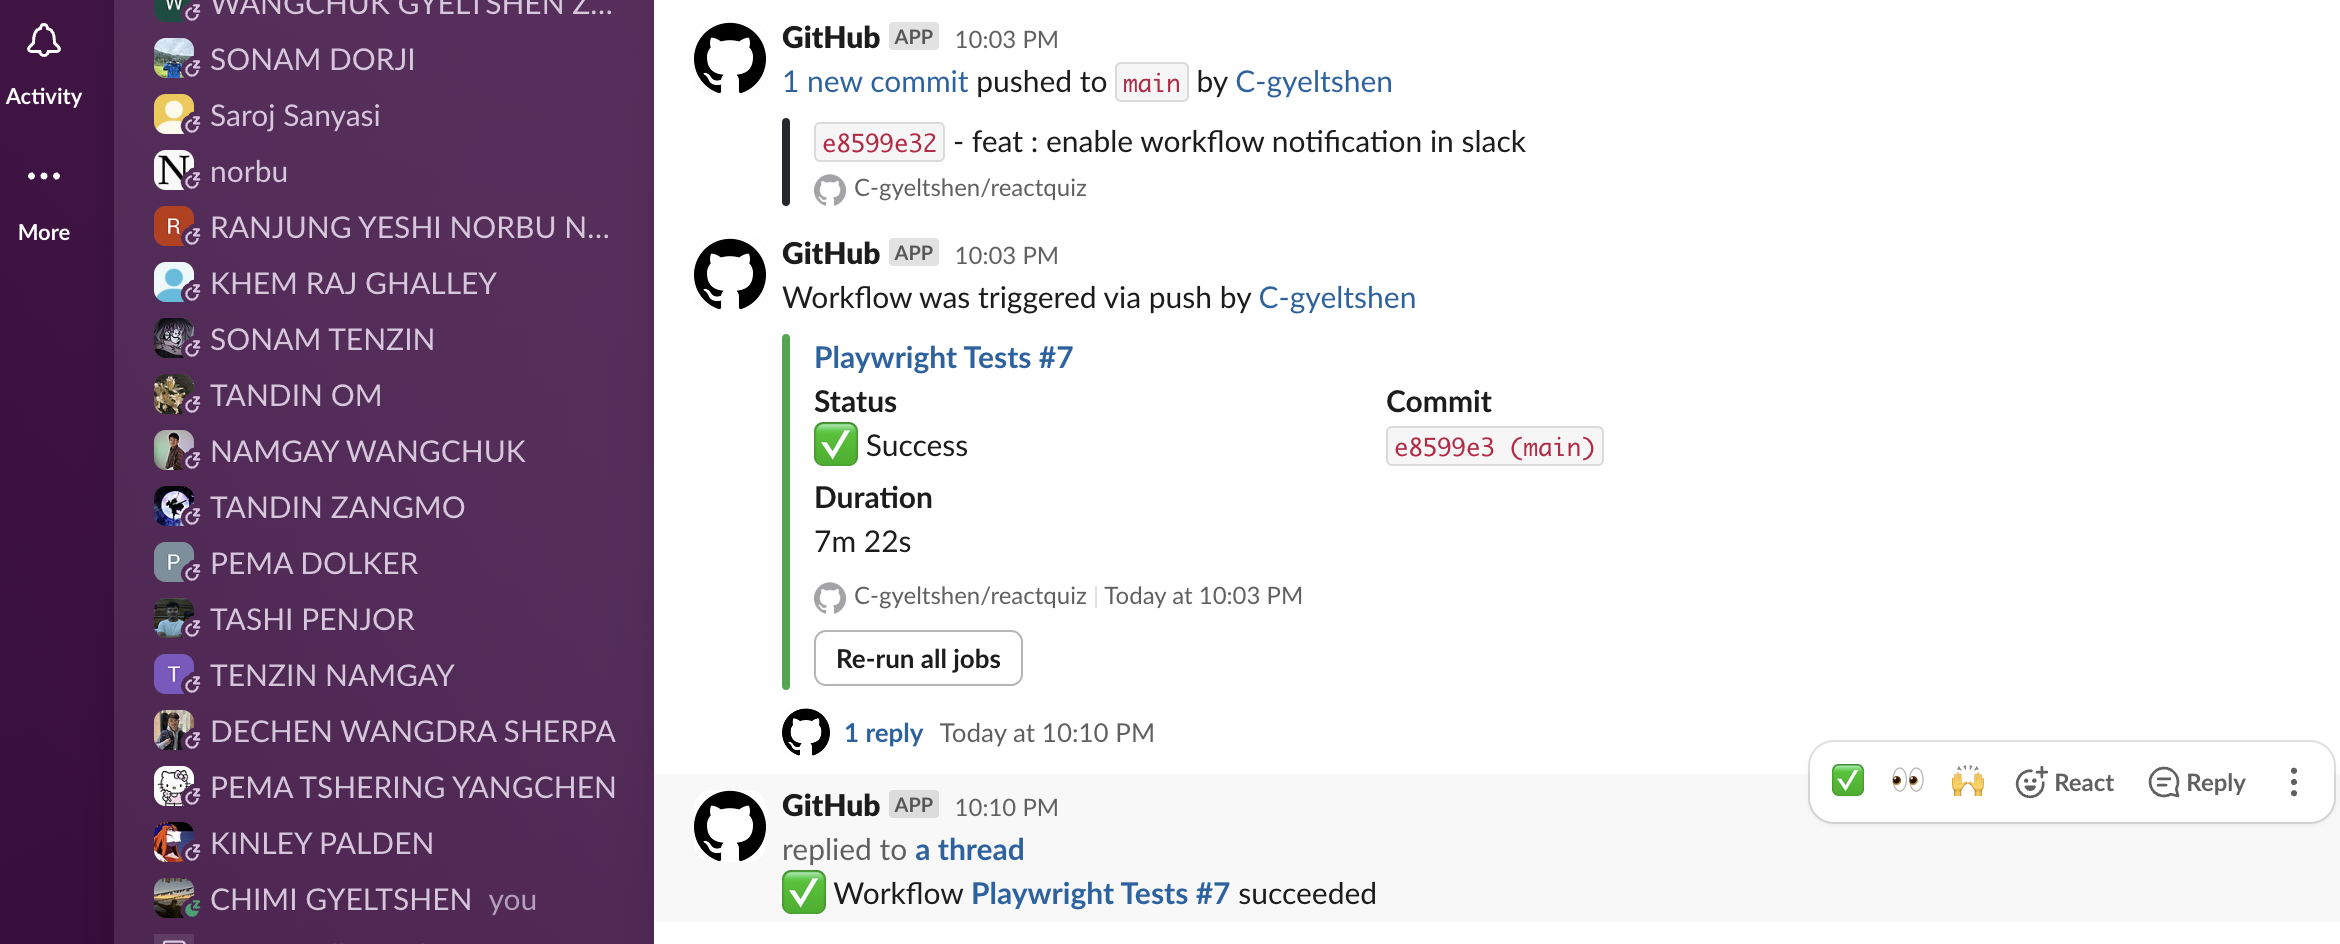 Activity
More
WANGCHUK GYELTSHEN Z...
SONAM DORJI
Saroj Sanyasi
norbu
RANJUNG YESHI NORBU N...
KHEM RAJ GHALLEY
SONAM TENZIN
TANDIN OM
NAMGAY WANGCHUK
TANDIN ZANGMO
PEMA DOLKER
TASHI PENJOR
TENZIN NAMGAY
DECHEN WANGDRA SHERPA
PEMA TSHERING YANGCHEN
KINLEY PALDEN
CHIMI GYELTSHEN you
GitHub APP 10:03 PM
1 new commit pushed to main by C-gyeltshen
e8599e32 - feat : enable workflow notification in slack
C-gyeltshen/reactquiz
GitHub APP 10:03 PM
Workflow was triggered via push by C-gyeltshen
Playwright Tests #7
Status Commit
✅ Success e8599e3 (main)
Duration
7m 22s
C-gyeltshen/reactquiz | Today at 10:03 PM
Re-run all jobs
1 reply Today at 10:10 PM
React Reply
GitHub APP 10:10 PM
replied to a thread
✅ Workflow Playwright Tests #7 succeeded